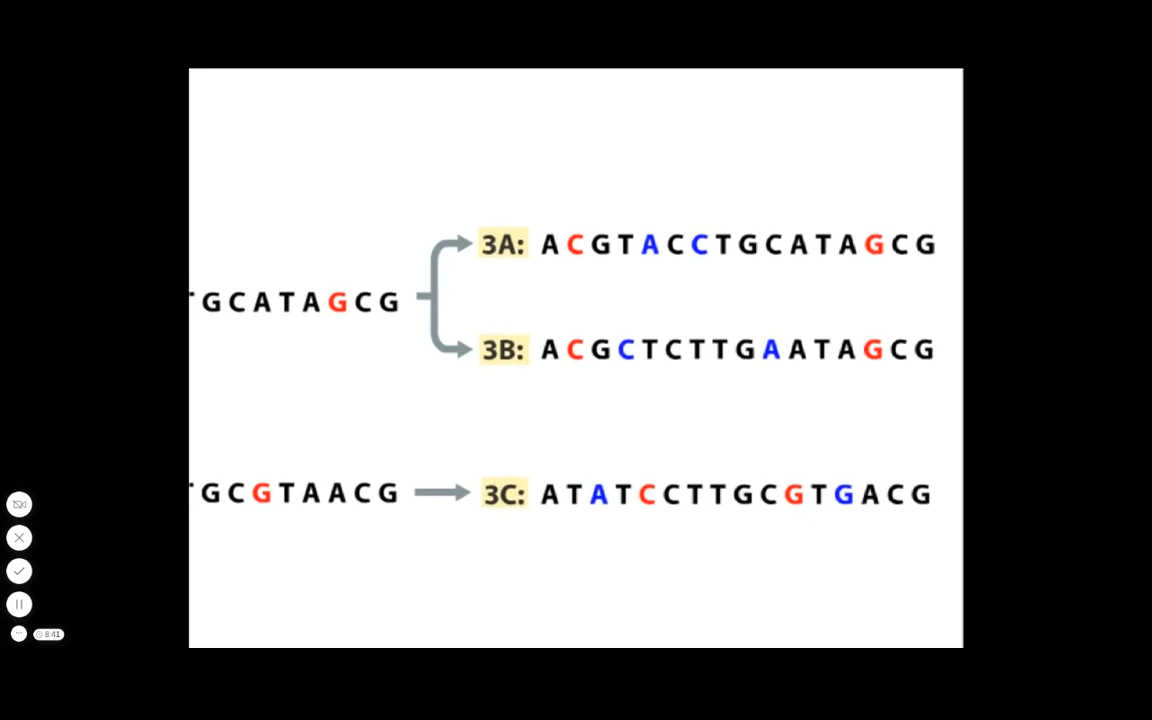 3A: A C G T A C C T G C A T A G C G
G C A T A G C G
3B: A C G C T C T T G A A T A G C G
G C G T A A C G
3C: A T A T C C T T G C G T G A C G
8:41